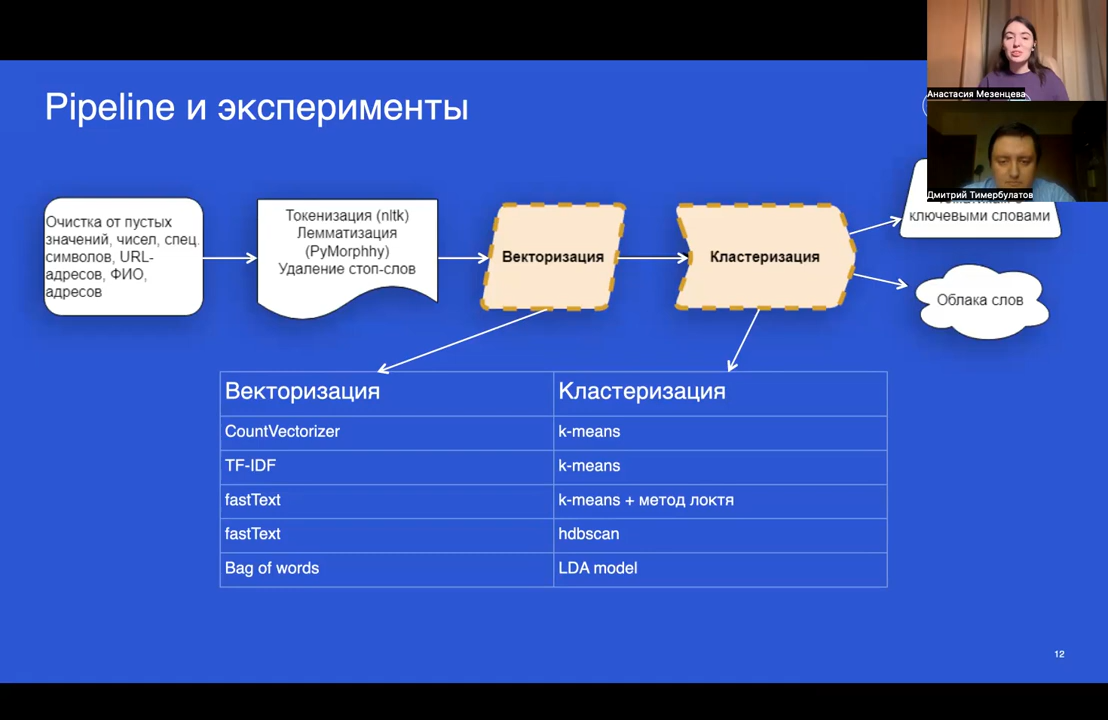 Pipeline и эксперименты
Анастасия Мезенцева
Дмитрий Тимербулатов
Очистка от пустых
значений, чисел, спец.
символов, URL-
адресов, ФИО,
адресов
Токенизация (nltk)
Лемматизация
(PyMorphhy)
Удаление стоп-слов
Векторизация
Кластеризация
ключевыми словами
Облака слов
Векторизация
Кластеризация
CountVectorizer
k-means
TF-IDF
k-means
fastText
k-means + метод локтя
fastText
hdbscan
Bag of words
LDA model
12